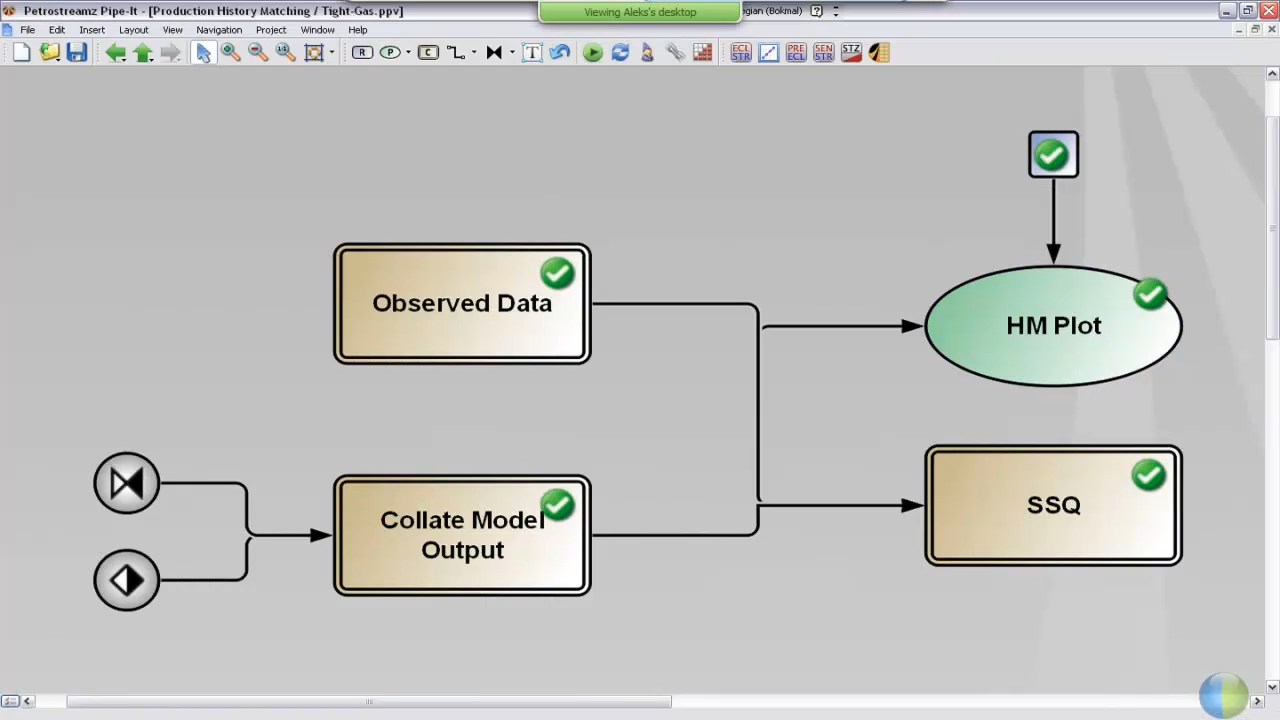 Petrostreamz Pipe-It - [Production History Matching / Tight-Gas.ppv]
Viewing Aleks's desktop
gian (Bokmal)
File Edit Insert Layout View Navigation Project Window Help
R P C T ECL STR PRE ECL SEN STR STZ
Observed Data
HM Plot
Collate Model
Output
SSQ